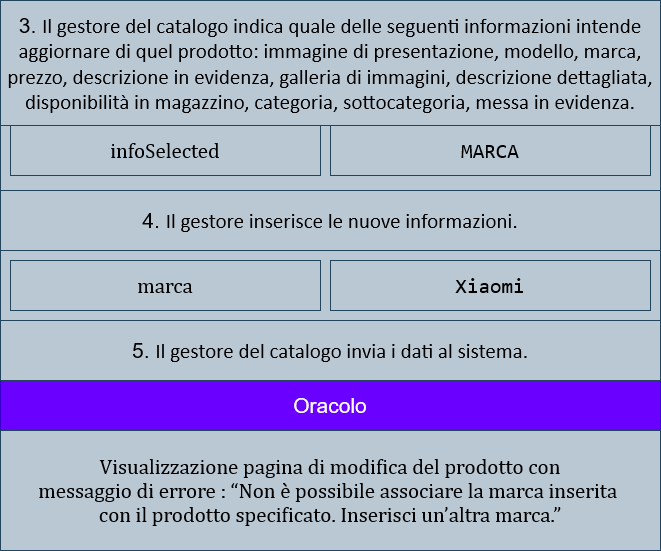 3. Il gestore del catalogo indica quale delle seguenti informazioni intende
aggiornare di quel prodotto: immagine di presentazione, modello, marca,
prezzo, descrizione in evidenza, galleria di immagini, descrizione dettagliata,
disponibilità in magazzino, categoria, sottocategoria, messa in evidenza.
infoSelected MARCA
4. Il gestore inserisce le nuove informazioni.
marca Xiaomi
5. Il gestore del catalogo invia i dati al sistema.
Oracolo
Visualizzazione pagina di modifica del prodotto con
messaggio di errore : “Non è possibile associare la marca inserita
con il prodotto specificato. Inserisci un’altra marca.”